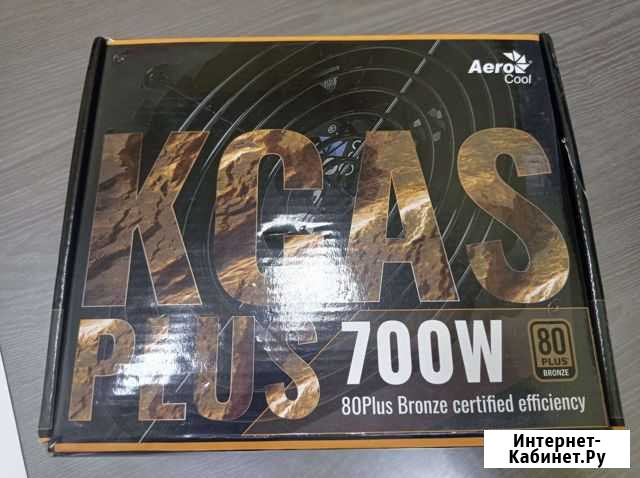 Aero
Cool
KCAS
PLUS
700W
80
PLUS
BRONZE
80Plus Bronze certified efficiency
Интернет-
Кабинет.Ру